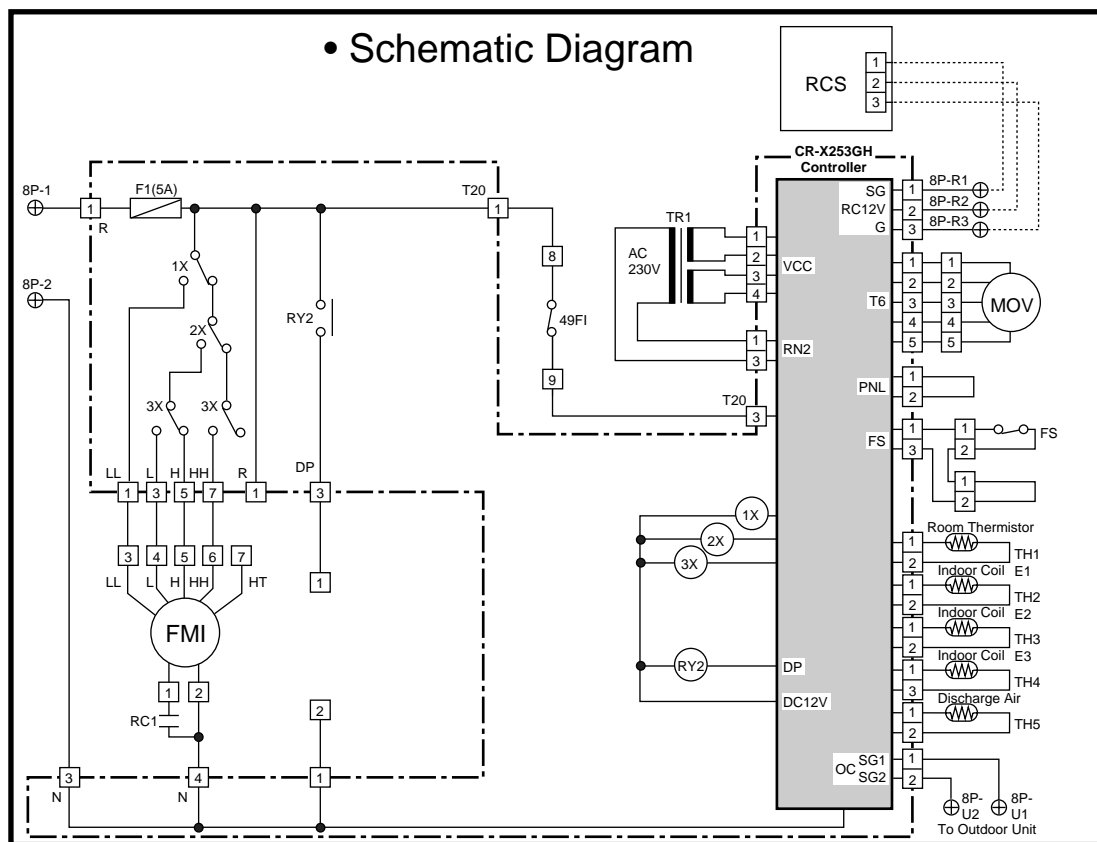 • Schematic Diagram
RCS
1
2
3
CR-X253GH
Controller
8P-1
1
R
F1(5A)
T20
1
8P-2
1X
2X
3X
3X
RY2
8
49FI
9
T20
3
TR1
AC
230V
1
2
3
4
VCC
1
3
RN2
SG
RC12V
G
1
2
3
8P-R1
8P-R2
8P-R3
T6
1
2
3
4
5
1
2
3
4
5
MOV
PNL
1
2
FS
1
3
1
2
FS
1
2
LL
L
H
HH
R
DP
1
3
5
7
1
3
3
4
5
6
7
LL
L
H
HH
HT
FMI
1
2
RC1
1
2
3
N
4
N
1
1X
2X
3X
RY2
DP
DC12V
Room Thermistor
1
2
TH1
Indoor Coil E1
1
2
TH2
Indoor Coil E2
1
2
TH3
Indoor Coil E3
1
3
TH4
Discharge Air
1
2
TH5
OC
SG1
SG2
1
2
8P-
U2
8P-
U1
To Outdoor Unit